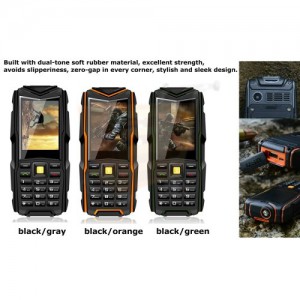 Built with dual-tone soft rubber material, excellent strength,
avoids slipperiness, zero-gap in every corner, stylish and sleek design.
black/gray black/orange black/green